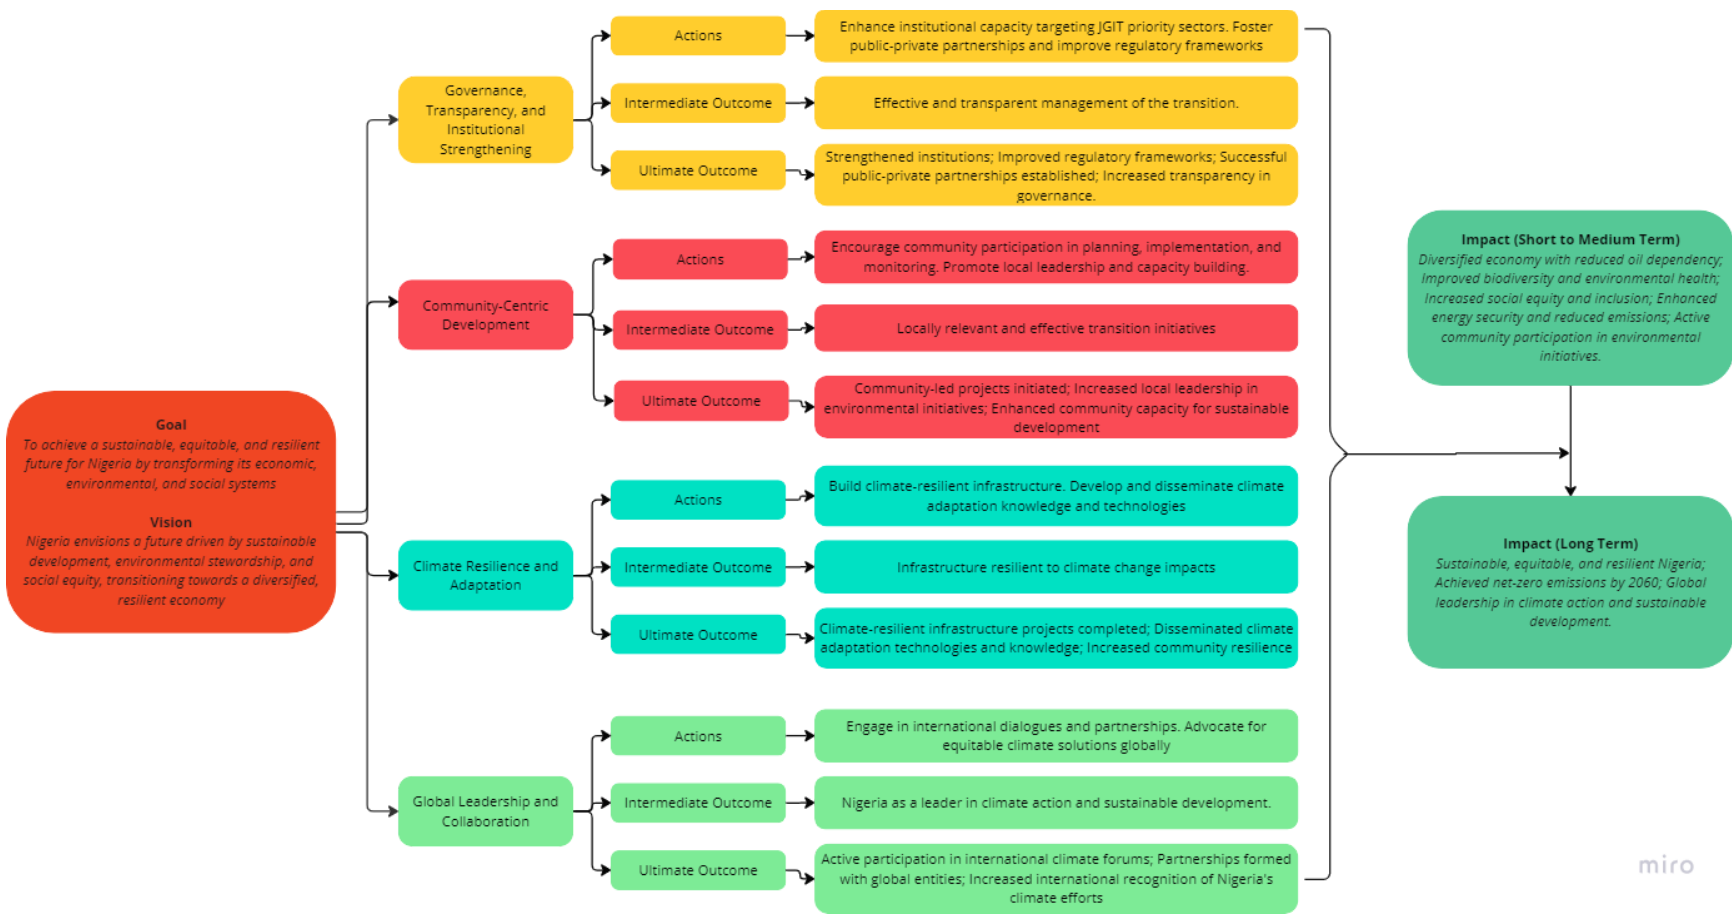 Goal
To achieve a sustainable, equitable, and resilient
future for Nigeria by transforming its economic,
environmental, and social systems
Vision
Nigeria envisions a future driven by sustainable
development, environmental stewardship, and
social equity, transitioning towards a diversified,
resilient economy
Governance,
Transparency, and
Institutional
Strengthening
Actions
Enhance institutional capacity targeting JGIT priority sectors. Foster
public-private partnerships and improve regulatory frameworks
Intermediate Outcome
Effective and transparent management of the transition.
Ultimate Outcome
Strengthened institutions; Improved regulatory frameworks; Successful
public-private partnerships established; Increased transparency in
governance.
Community-Centric
Development
Actions
Encourage community participation in planning, implementation, and
monitoring. Promote local leadership and capacity building.
Intermediate Outcome
Locally relevant and effective transition initiatives
Ultimate Outcome
Community-led projects initiated; Increased local leadership in
environmental initiatives; Enhanced community capacity for sustainable
development
Climate Resilience and
Adaptation
Actions
Build climate-resilient infrastructure. Develop and disseminate climate
adaptation knowledge and technologies
Intermediate Outcome
Infrastructure resilient to climate change impacts
Ultimate Outcome
Climate-resilient infrastructure projects completed; Disseminated climate
adaptation technologies and knowledge; Increased community resilience
Global Leadership and
Collaboration
Actions
Engage in international dialogues and partnerships. Advocate for
equitable climate solutions globally
Intermediate Outcome
Nigeria as a leader in climate action and sustainable development.
Ultimate Outcome
Active participation in international climate forums; Partnerships formed
with global entities; Increased international recognition of Nigeria's
climate efforts
Impact (Short to Medium Term)
Diversified economy with reduced oil dependency;
Improved biodiversity and environmental health;
Increased social equity and inclusion; Enhanced
energy security and reduced emissions; Active
community participation in environmental
initiatives.
Impact (Long Term)
Sustainable, equitable, and resilient Nigeria;
Achieved net-zero emissions by 2060; Global
leadership in climate action and sustainable
development.
miro